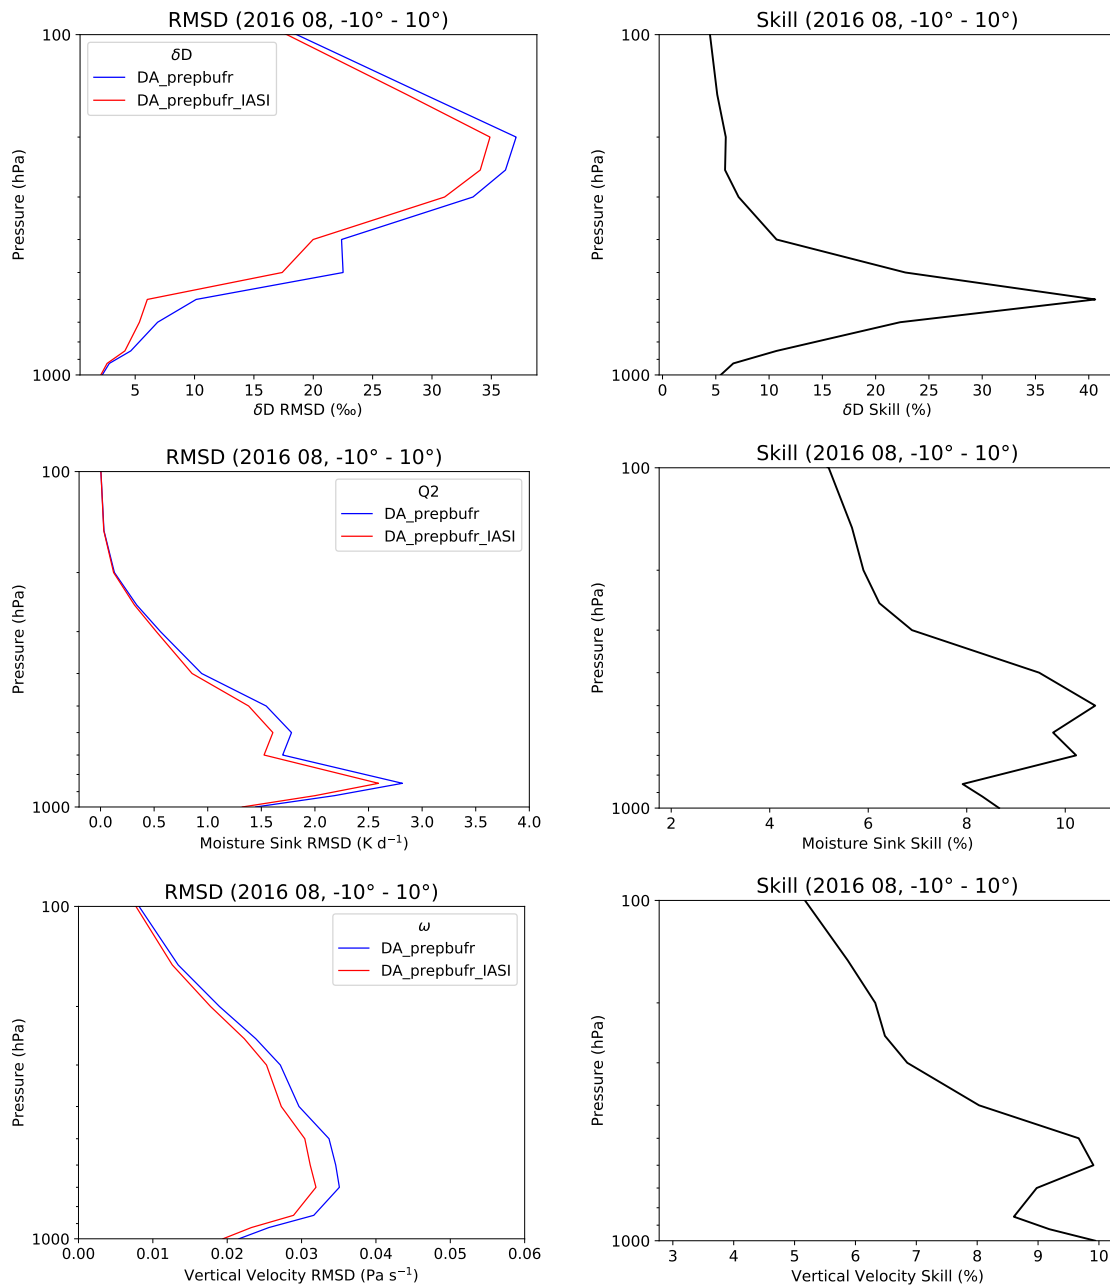 RMSD (2016 08, -10° - 10°)
100
1000
Pressure (hPa)
δD
DA_prepbufr
DA_prepbufr_IASI
5 10 15 20 25 30 35
δD RMSD (‰)
Skill (2016 08, -10° - 10°)
100
1000
Pressure (hPa)
0 5 10 15 20 25 30 35 40
δD Skill (%)
RMSD (2016 08, -10° - 10°)
100
1000
Pressure (hPa)
Q2
DA_prepbufr
DA_prepbufr_IASI
0.0 0.5 1.0 1.5 2.0 2.5 3.0 3.5 4.0
Moisture Sink RMSD (K d⁻¹)
Skill (2016 08, -10° - 10°)
100
1000
Pressure (hPa)
2 4 6 8 10
Moisture Sink Skill (%)
RMSD (2016 08, -10° - 10°)
100
1000
Pressure (hPa)
ω
DA_prepbufr
DA_prepbufr_IASI
0.00 0.01 0.02 0.03 0.04 0.05 0.06
Vertical Velocity RMSD (Pa s⁻¹)
Skill (2016 08, -10° - 10°)
100
1000
Pressure (hPa)
3 4 5 6 7 8 9 10
Vertical Velocity Skill (%)